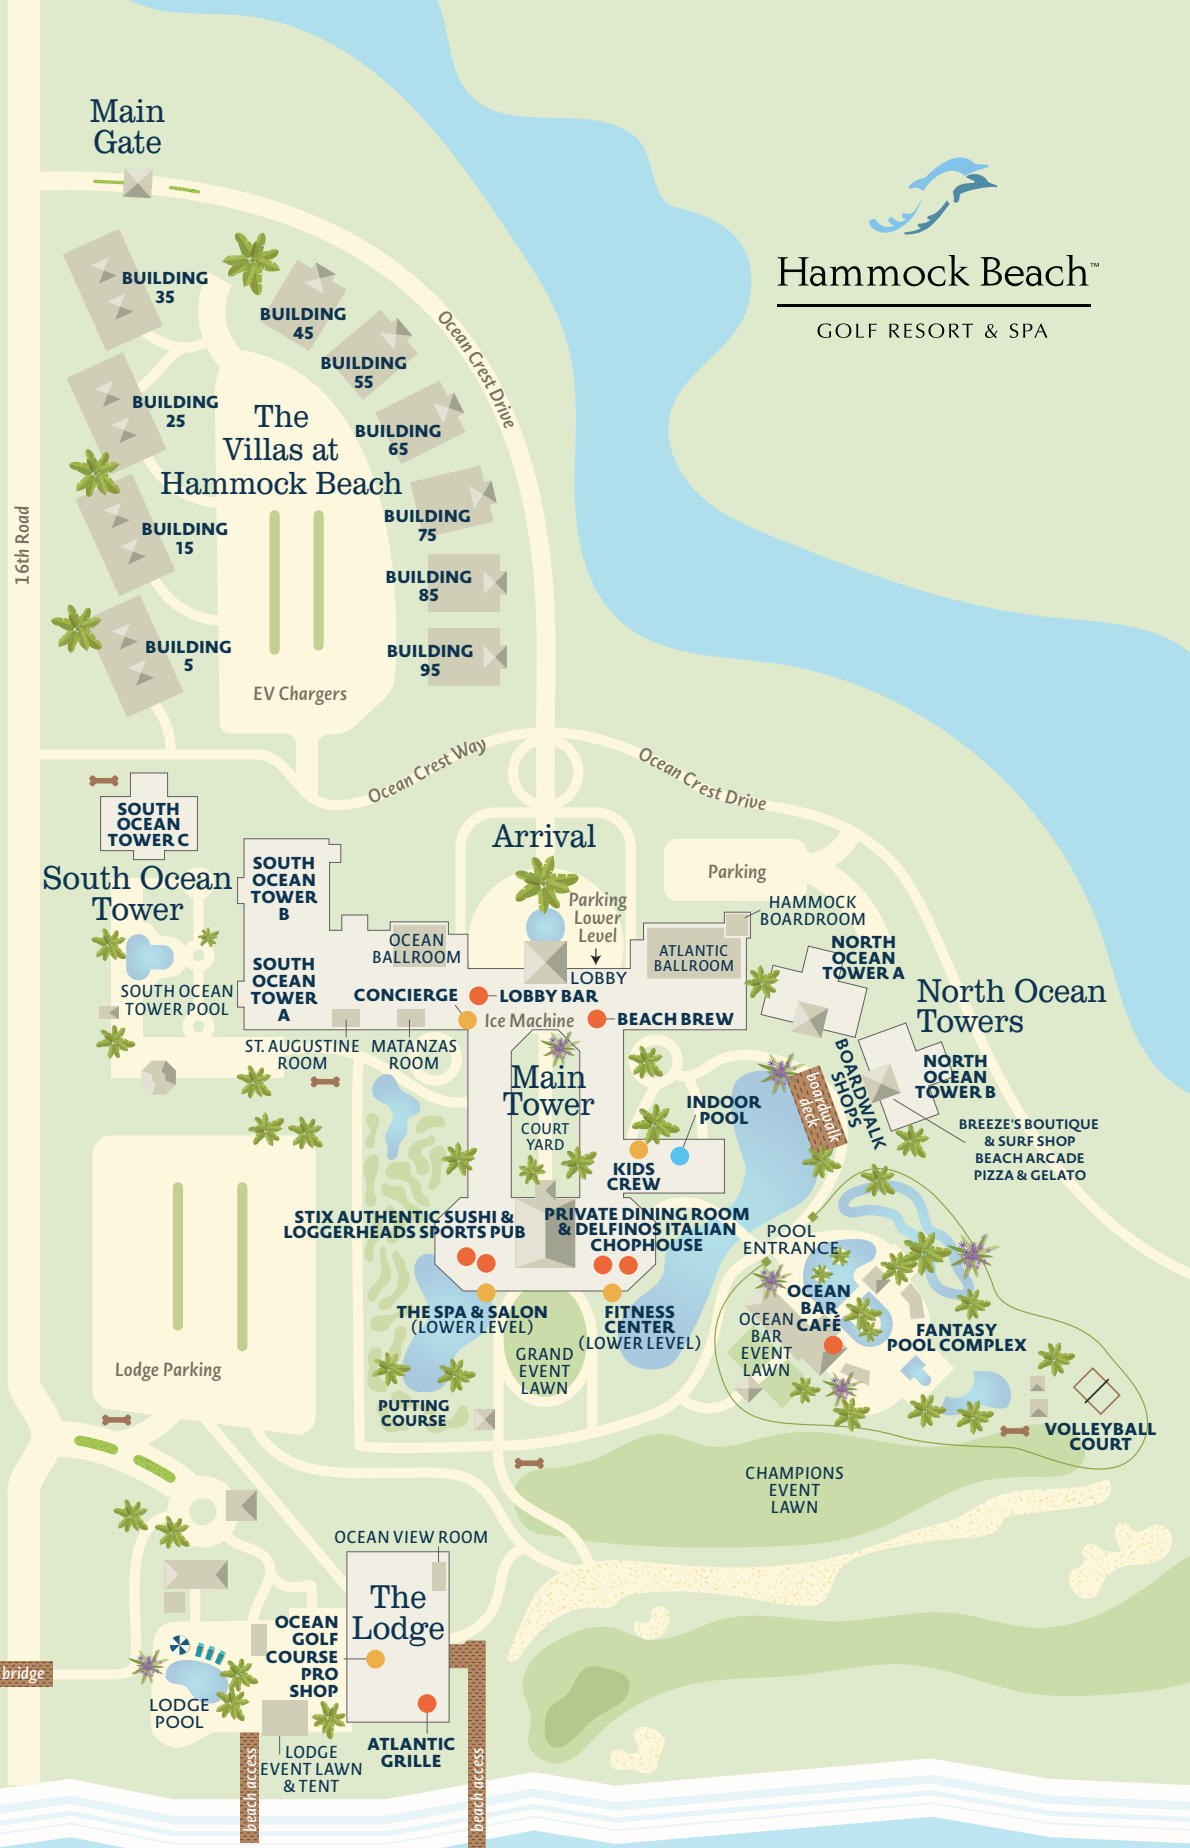 Main
Gate
Hammock Beach™
GOLF RESORT & SPA
BUILDING
35
BUILDING
45
Ocean Crest Drive
BUILDING
55
BUILDING
25
The
Villas at
Hammock Beach
BUILDING
65
16th Road
BUILDING
15
BUILDING
75
BUILDING
85
BUILDING
5
BUILDING
95
EV Chargers
Ocean Crest Way
Ocean Crest Drive
SOUTH
OCEAN
TOWER C
Arrival
South Ocean
Tower
SOUTH
OCEAN
TOWER
B
Parking
Lower
Level
Parking
HAMMOCK
BOARDROOM
OCEAN
BALLROOM
ATLANTIC
BALLROOM
NORTH
OCEAN
TOWER A
SOUTH OCEAN
TOWER POOL
SOUTH
OCEAN
TOWER
A
LOBBY
CONCIERGE
LOBBY BAR
Ice Machine
BEACH BREW
North Ocean
Towers
ST. AUGUSTINE
ROOM
MATANZAS
ROOM
Main
Tower
COURT
YARD
INDOOR
POOL
boardwalk
deck
BOARDWALK
SHOPS
NORTH
OCEAN
TOWER B
BREEZE'S BOUTIQUE
& SURF SHOP
BEACH ARCADE
PIZZA & GELATO
KIDS
CREW
STIX AUTHENTIC SUSHI &
LOGGERHEADS SPORTS PUB
PRIVATE DINING ROOM
& DELFINOS ITALIAN
CHOPHOUSE
POOL
ENTRANCE
THE SPA & SALON
(LOWER LEVEL)
FITNESS
CENTER
(LOWER LEVEL)
OCEAN
BAR
CAFÉ
OCEAN
BAR
EVENT
LAWN
FANTASY
POOL COMPLEX
GRAND
EVENT
LAWN
Lodge Parking
PUTTING
COURSE
VOLLEYBALL
COURT
CHAMPIONS
EVENT
LAWN
OCEAN VIEW ROOM
The
Lodge
OCEAN
GOLF
COURSE
PRO
SHOP
bridge
LODGE
POOL
ATLANTIC
GRILLE
LODGE
EVENT LAWN
& TENT
beach access
beach access